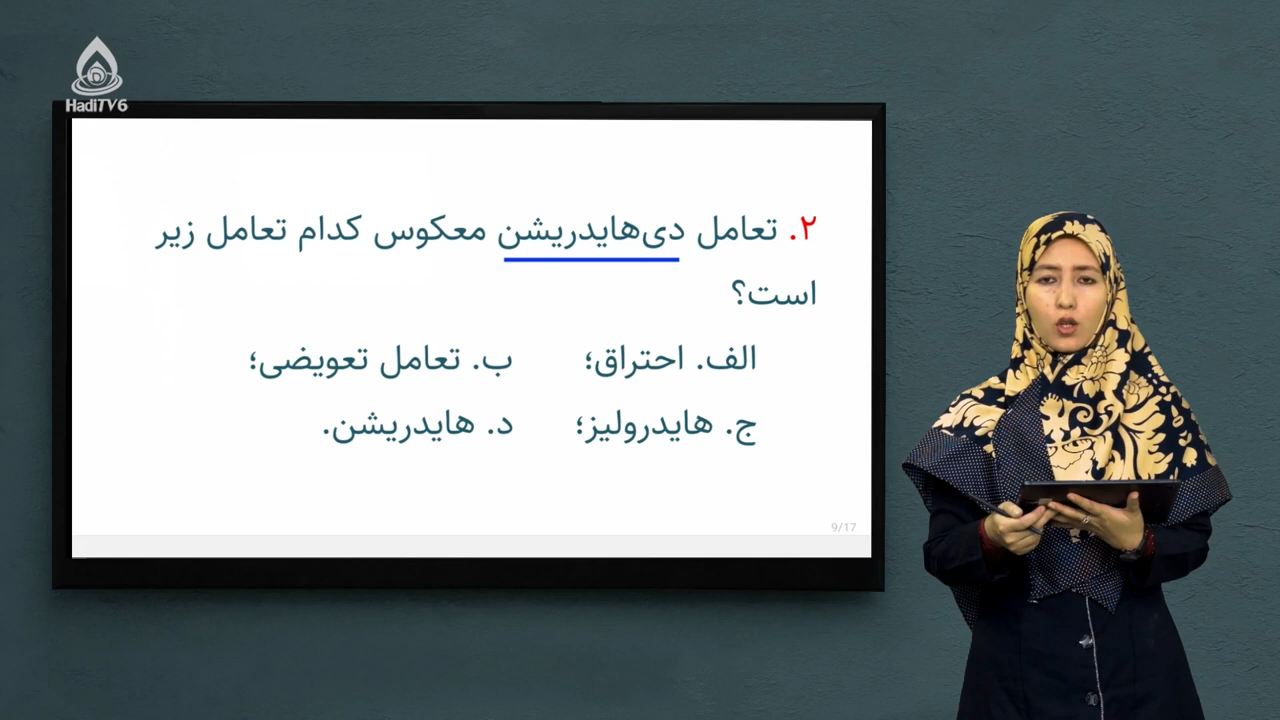 HadiTV6
۲. تعامل دی‌هایدریشن معکوس کدام تعامل زیر
است؟
الف. احتراق؛ ب. تعامل تعویضی؛
ج. هایدرولیز؛ د. هایدریشن.
9/17